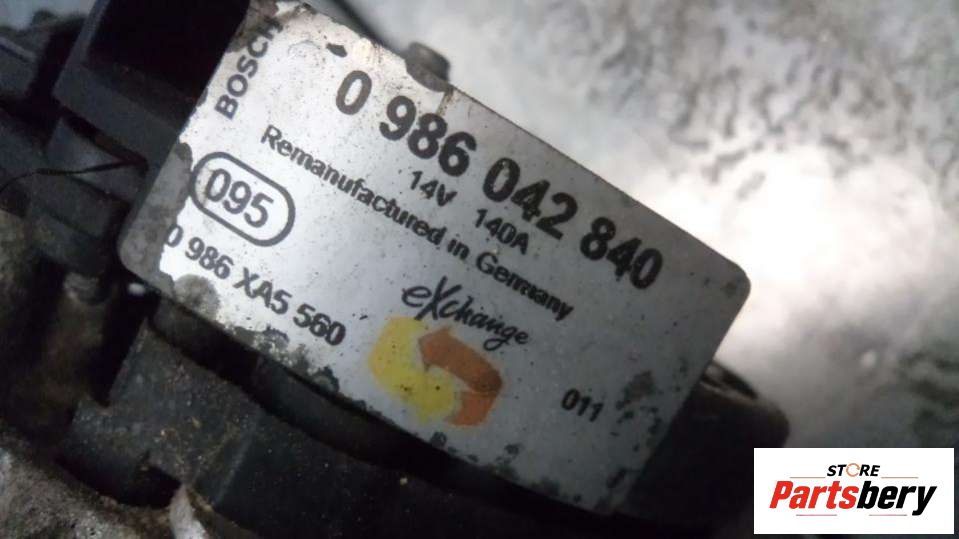 BOSCH
0 986 042 840
14V 140A
Remanufactured in Germany
095
0 986 XA5 560
eXchange
011
STORE
Partsbery